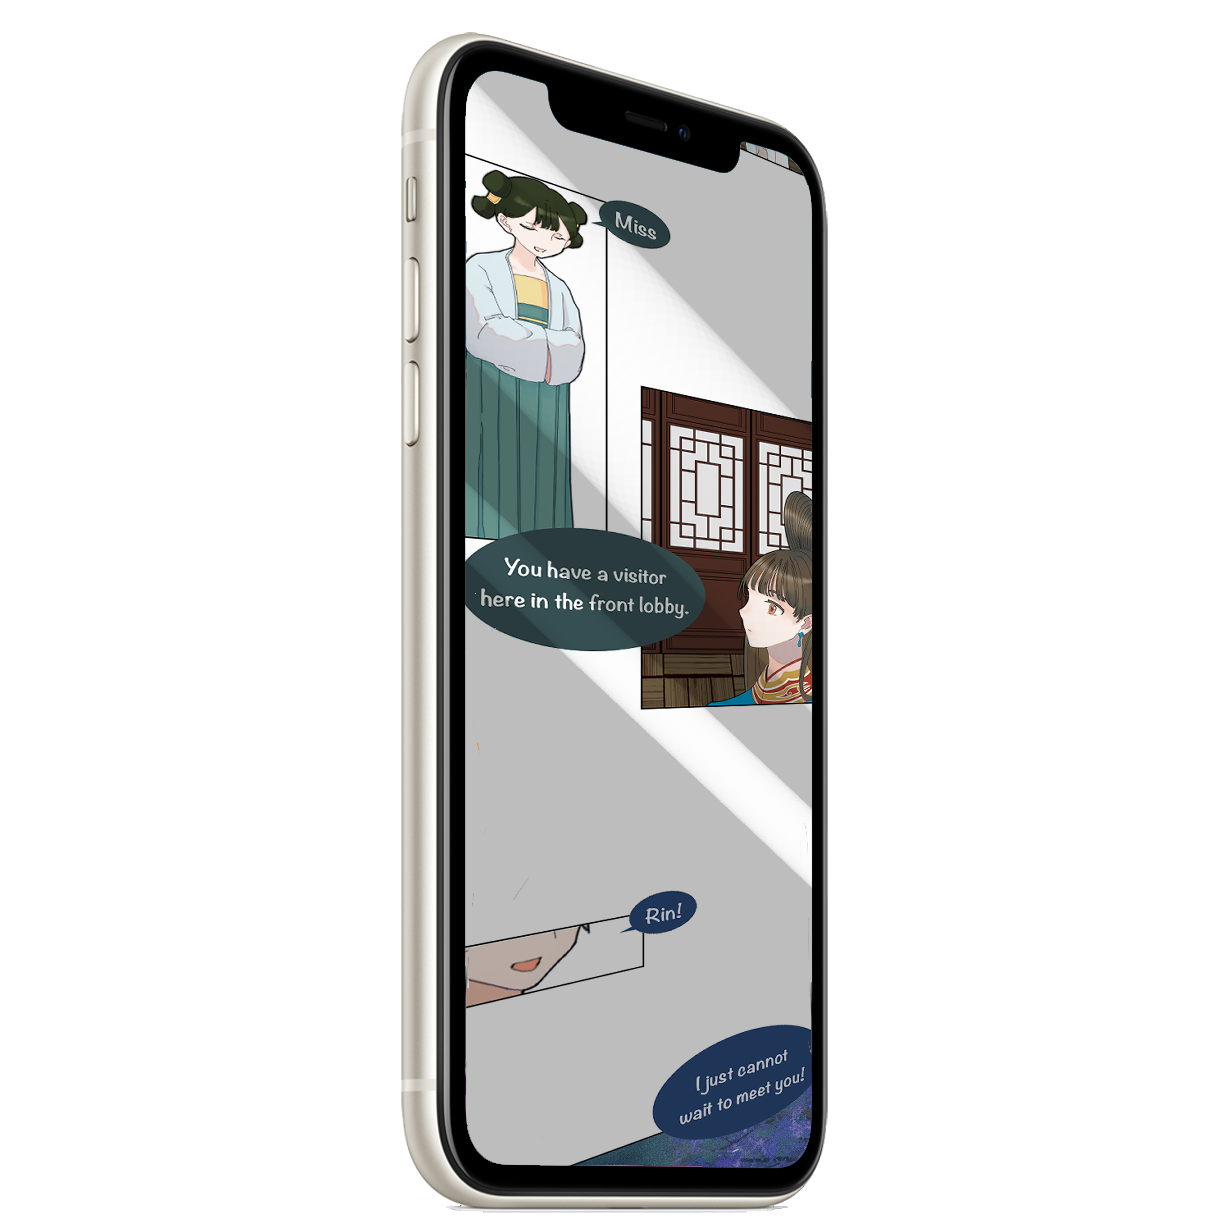 Miss
You have a visitor
here in the front lobby.
Rin!
I just cannot
wait to meet you!